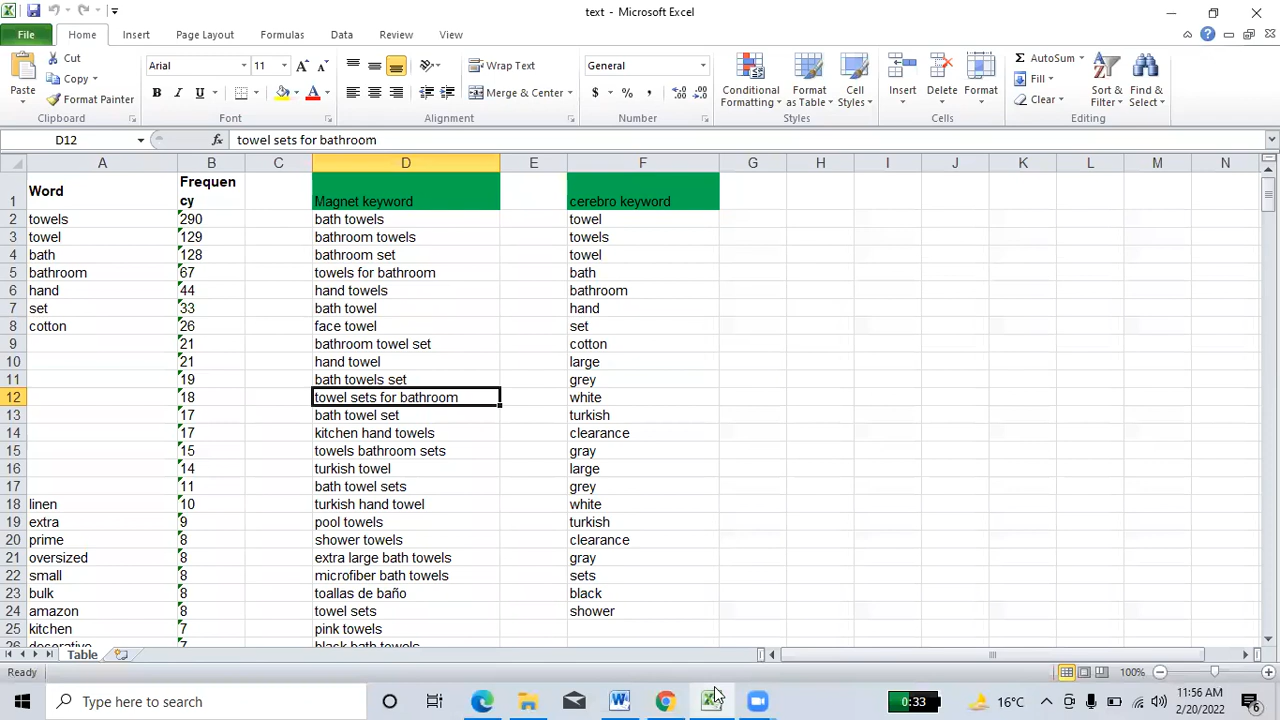 text - Microsoft Excel
File Home Insert Page Layout Formulas Data Review View
Paste Cut Arial 11 Wrap Text General Conditional Formatting Format as Table Cell Styles Insert Delete Format AutoSum Sort & Filter Find & Select
Copy Fill
Format Painter B I U A Merge & Center $ % , Clear
Clipboard Font Alignment Number Styles Cells Editing
D12 fx towel sets for bathroom
A B C D E F G H I J K L M N
1 Word Frequency Magnet keyword cerebro keyword
2 towels 290 bath towels towel
3 towel 129 bathroom towels towels
4 bath 128 bathroom set towel
5 bathroom 67 towels for bathroom bath
6 hand 44 hand towels bathroom
7 set 33 bath towel hand
8 cotton 26 face towel set
9 21 bathroom towel set cotton
10 21 hand towel large
11 19 bath towels set grey
12 18 towel sets for bathroom white
13 17 bath towel set turkish
14 17 kitchen hand towels clearance
15 15 towels bathroom sets gray
16 14 turkish towel large
17 11 bath towel sets grey
18 linen 10 turkish hand towel white
19 extra 9 pool towels turkish
20 prime 8 shower towels clearance
21 oversized 8 extra large bath towels gray
22 small 8 microfiber bath towels sets
23 bulk 8 toallas de baño black
24 amazon 8 towel sets shower
25 kitchen 7 pink towels
26 decorative 7 black bath towels
Table
Ready 100%
Type here to search 0:33 16°C 11:56 AM
2/20/2022 6